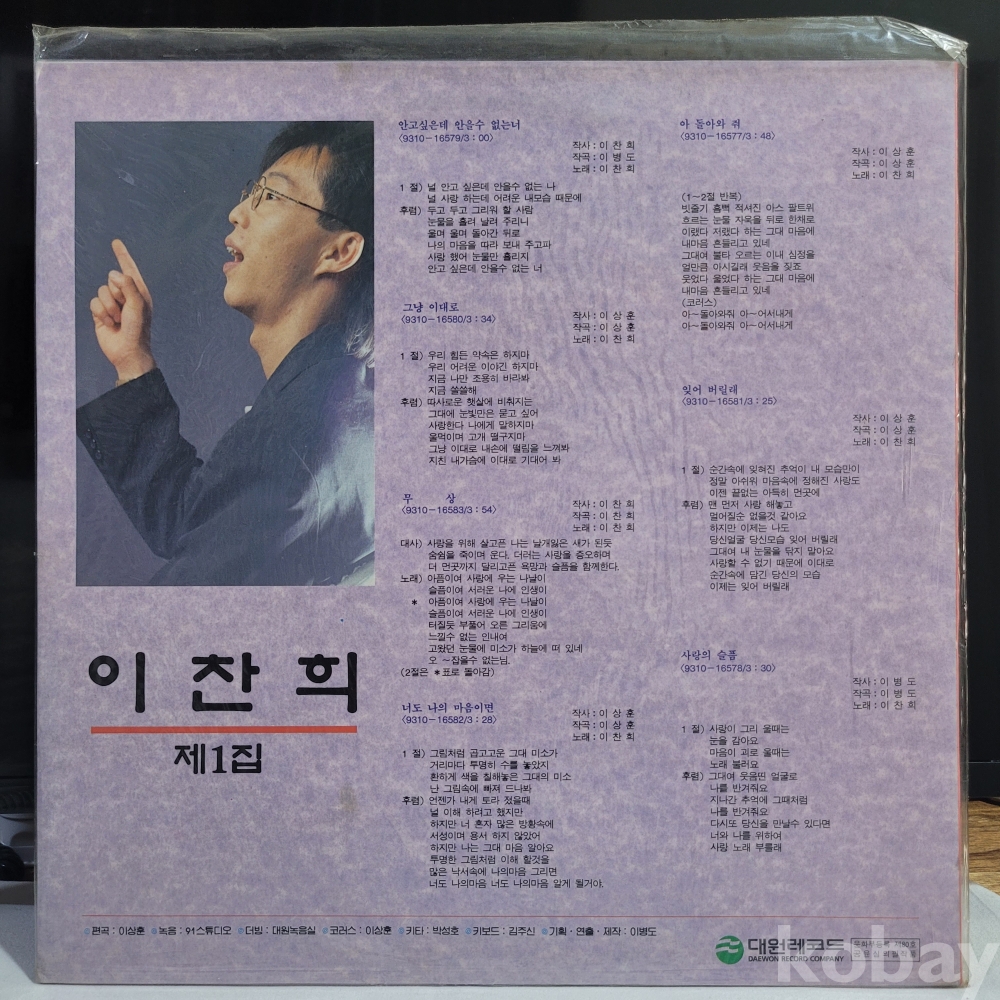 안고싶은데 안을수 없는너
〈9310-16579/3 : 00〉
작사 : 이 찬 희
작곡 : 이 병 도
노래 : 이 찬 희
1 절) 널 안고 싶은데 안을수 없는 나
널 사랑 하는데 어려운 내모습 때문에
후렴) 두고 두고 그리워 할 사람
눈물을 흘려 날려 주리니
울며 울며 돌아간 뒤로
나의 마음을 따라 보내 주고파
사랑 했어 눈물만 흘리지
안고 싶은데 안을수 없는 너
그냥 이대로
〈9310-16580/3 : 34〉
작사 : 이 상 훈
작곡 : 이 상 훈
노래 : 이 찬 희
1 절) 우리 힘든 약속은 하지마
우리 어려운 이야긴 하지마
지금 나만 조용히 바라봐
지금 쓸쓸해
후렴) 따사로운 햇살에 비춰지는
그대에 눈빛만은 묻고 싶어
사랑한다 나에게 말하지마
울먹이며 고개 떨구지마
그냥 이대로 내손에 떨림을 느껴봐
지친 내가슴에 이대로 기대어 봐
무 상
〈9310-16583/3 : 54〉
작사 : 이 찬 희
작곡 : 이 찬 희
노래 : 이 찬 희
대사) 사랑을 위해 살고픈 나는 날개잃은 새가 된듯
숨쉼을 죽이며 운다, 더러는 사랑을 증오하며
더 먼곳까지 달리고픈 욕망과 슬픔을 함께한다.
노래) 아픔이여 사랑에 우는 나날이
슬픔이여 서러운 나에 인생이
* 아픔이여 사랑에 우는 나날이
슬픔이여 서러운 나에 인생이
터질듯 부풀어 오른 그리움에
느낄수 없는 인내여
고왔던 눈물에 미소가 하늘에 떠 있네
오 ~잡을수 없는님.
(2절은 *표로 돌아감)
너도 나의 마음이면
〈9310-16582/3 : 28〉
작사 : 이 상 훈
작곡 : 이 상 훈
노래 : 이 찬 희
1 절) 그림처럼 곱고고운 그대 미소가
거리마다 투명히 수를 놓았지
환하게 색을 칠해놓은 그대의 미소
난 그림속에 빠져 드나봐
후렴) 언젠가 내게 토라 졌을때
널 이해 하려고 했지만
하지만 너 혼자 많은 방황속에
서성이며 용서 하지 않았어
하지만 나는 그대 마음 알아요
투명한 그림처럼 이해 할것을
많은 낙서속에 나의마음 그리면
너도 나의마음 너도 나의마음 알게 될거야.
아 돌아와 줘
〈9310-16577/3 : 48〉
작사 : 이 상 훈
작곡 : 이 상 훈
노래 : 이 찬 희
(1~2절 반복)
빗줄기 흠뻑 적셔진 아스 팔트위
흐르는 눈물 자욱을 뒤로 한채로
이랬다 저랬다 하는 그대 마음에
내마음 흔들리고 있네
그대여 불타 오르는 이내 심정을
얼만큼 아시길래 웃음을 짓죠
웃었다 울었다 하는 그대 마음에
내마음 흔들리고 있네
(코러스)
아~돌아와줘 아~어서내게
아~돌아와줘 아~어서내게
잊어 버릴래
〈9310-16581/3 : 25〉
작사 : 이 상 훈
작곡 : 이 상 훈
노래 : 이 찬 희
1 절) 순간속에 잊혀진 추억이 내 모습만이
정말 아쉬워 마음속에 정해진 사랑도
이젠 끝없는 아득히 먼곳에
후렴) 맨 먼저 사랑 해놓고
멀어질순 없을것 같아요
하지만 이제는 나도
당신얼굴 당신모습 잊어 버릴래
그대여 내 눈물을 닦지 말아요
사랑할 수 없기 때문에 이대로
순간속에 담긴 당신의 모습
이제는 잊어 버릴래
사랑의 슬픔
〈9310-16578/3 : 30〉
작사 : 이 병 도
작곡 : 이 병 도
노래 : 이 찬 희
1 절) 사랑이 그리 울때는
눈을 감아요
마음이 괴로 울때는
노래 불러요
후렴) 그대여 웃음띤 얼굴로
나를 반겨줘요
지나간 추억에 그때처럼
나를 반겨줘요
다시또 당신을 만날수 있다면
너와 나를 위하여
사랑 노래 부를래
이 찬 희
제1집
편곡 : 이상훈 녹음 : 91스튜디오 더빙 : 대원녹음실 코러스 : 이상훈 키타 : 박성호 키보드 : 김주신 기획 · 연출 · 제작 : 이병도
대원레코드
DAEWON RECORD COMPANY
kobay